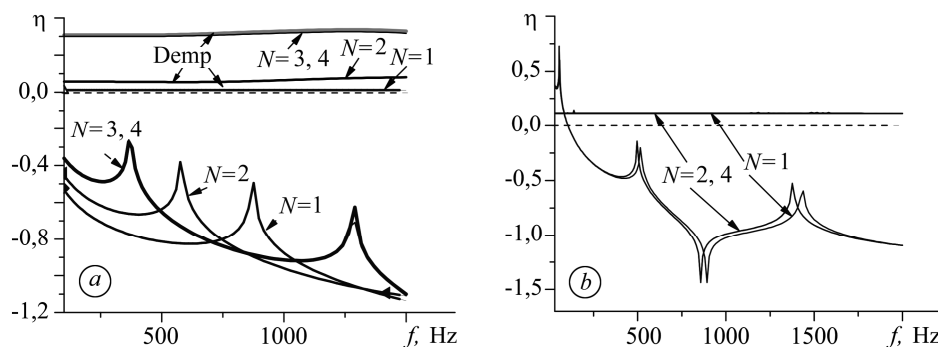 η
Demp
N=3, 4
N=2
N=1
0,0
N=3, 4
-0,4
N=2
N=1
-0,8
a
-1,2
500
1000
f, Hz
η
0,5
0,0
N=1
-0,5
N=2, 4
-1,0
b
-1,5
500
1000
1500
f, Hz